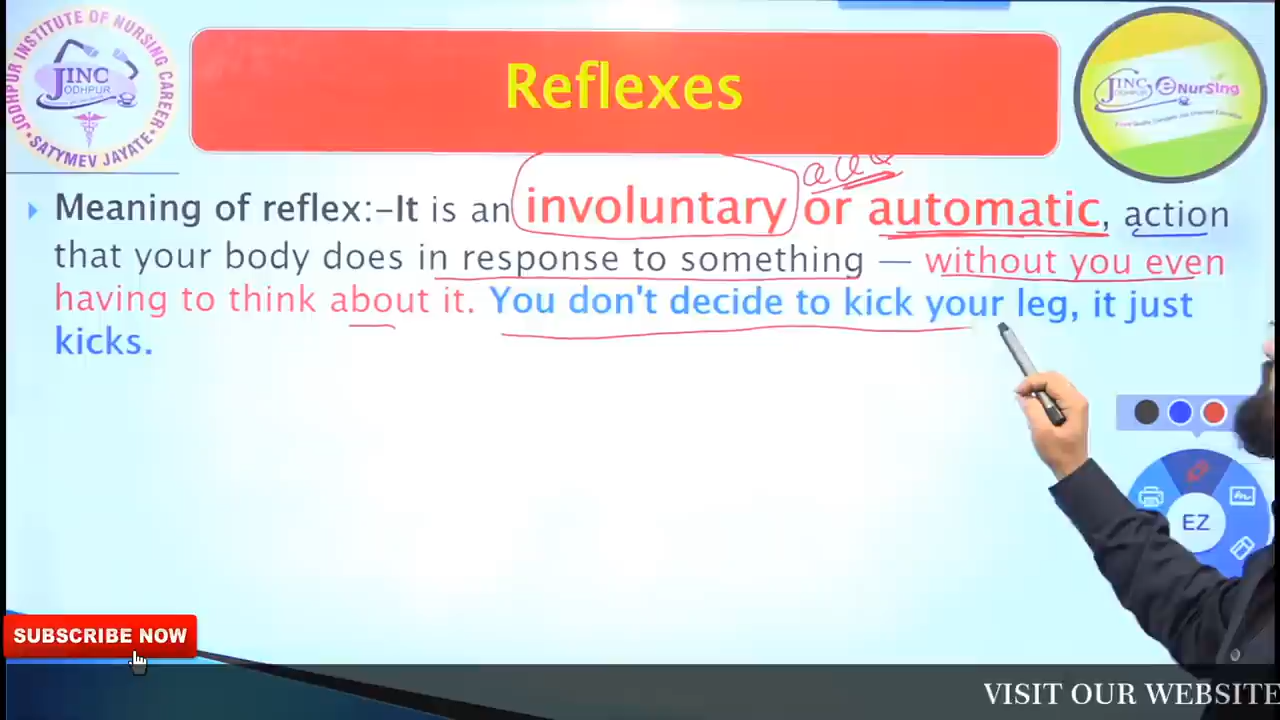 JODHPUR INSTITUTE OF NURSING CAREER
JINC
JODHPUR
SATYMEV JAYATE
Reflexes
JINC
JODHPUR
eNursing
Meaning of reflex:-It is an involuntary or automatic, action
that your body does in response to something — without you even
having to think about it. You don't decide to kick your leg, it just
kicks.
EZ
SUBSCRIBE NOW
VISIT OUR WEBSITE